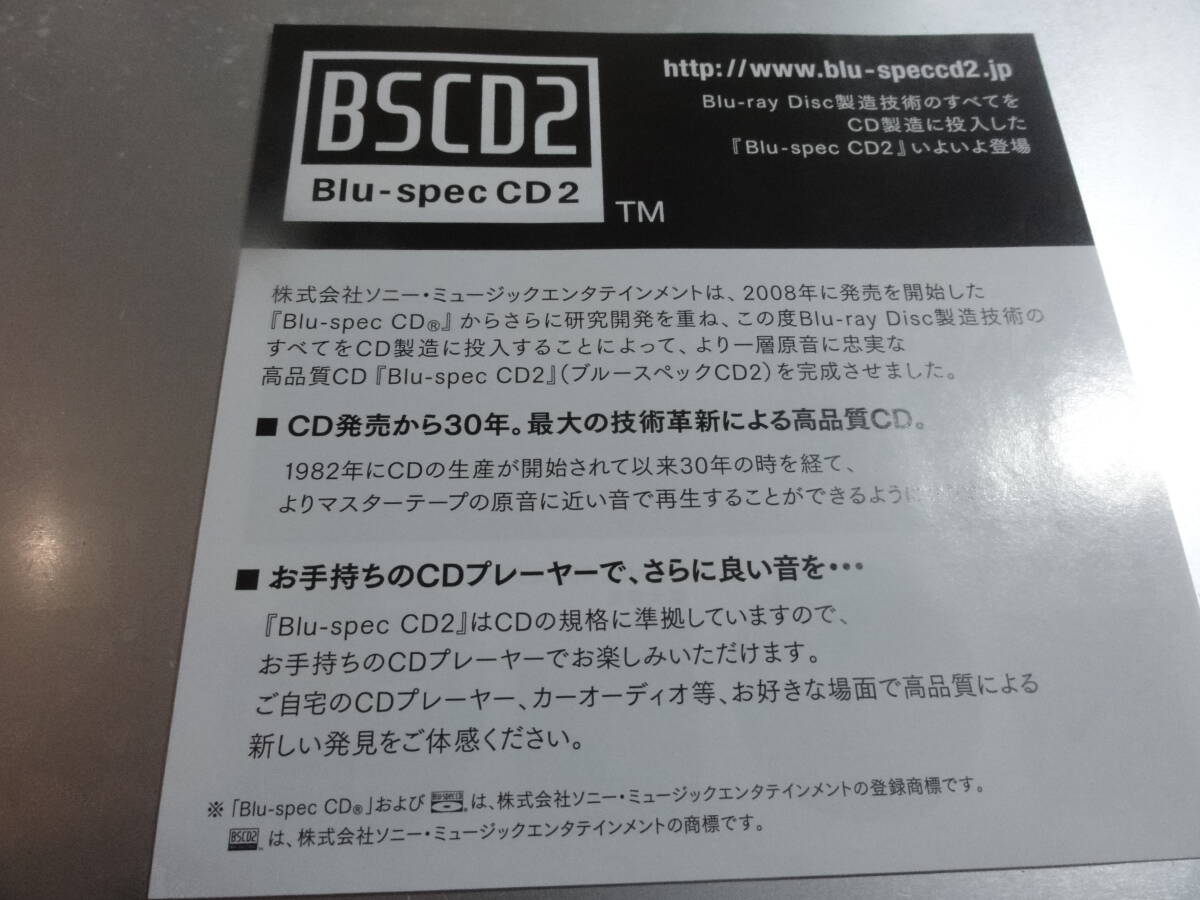 BSCD2
Blu-spec CD2
TM
http://www.blu-speccd2.jp
Blu-ray Disc製造技術のすべてを
CD製造に投入した
『Blu-spec CD2』いよいよ登場
株式会社ソニー・ミュージックエンタテインメントは、2008年に発売を開始した
『Blu-spec CD®』からさらに研究開発を重ね、この度Blu-ray Disc製造技術の
すべてをCD製造に投入することによって、より一層原音に忠実な
高品質CD『Blu-spec CD2』(ブルースペックCD2)を完成させました。
■ CD発売から30年。最大の技術革新による高品質CD。
1982年にCDの生産が開始されて以来30年の時を経て、
よりマスターテープの原音に近い音で再生することができるように
■ お手持ちのCDプレーヤーで、さらに良い音を・・・
『Blu-spec CD2』はCDの規格に準拠していますので、
お手持ちのCDプレーヤーでお楽しみいただけます。
ご自宅のCDプレーヤー、カーオーディオ等、お好きな場面で高品質による
新しい発見をご体感ください。
※「Blu-spec CD®」および は、株式会社ソニー・ミュージックエンタテインメントの登録商標です。
BSCD2 は、株式会社ソニー・ミュージックエンタテインメントの商標です。